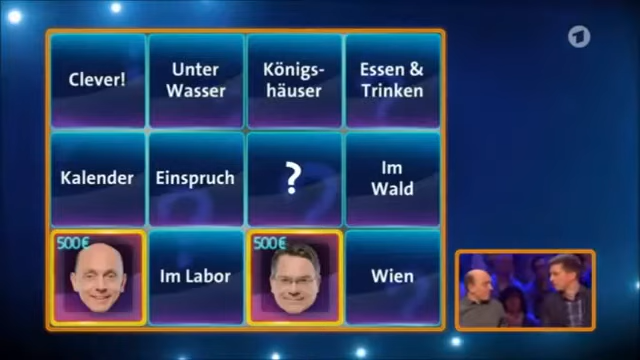 Clever!
Unter
Wasser
Königs-
häuser
Essen &
Trinken
Kalender
Einspruch
?
Im
Wald
500€
Im Labor
500€
Wien
1